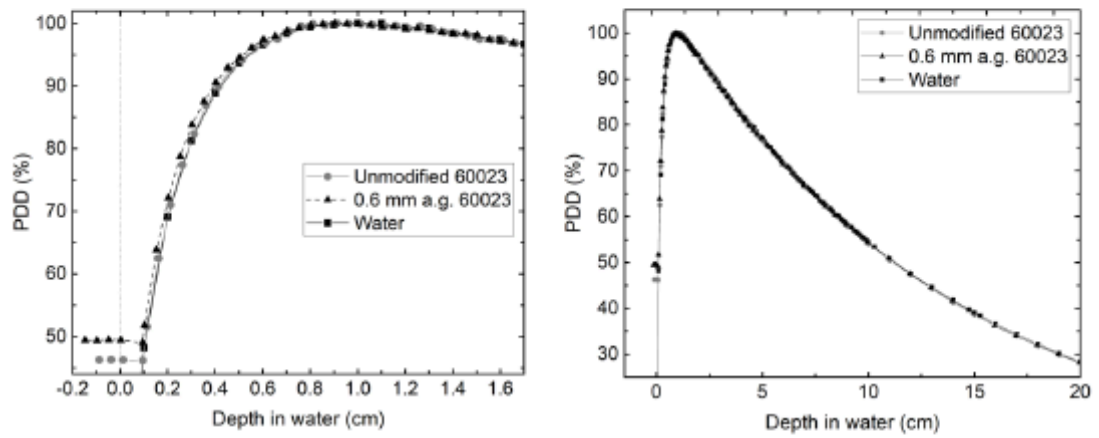 100
90
80
70
60
50
PDD (%)
Unmodified 60023
0.6 mm a.g. 60023
Water
-0.2 0.0 0.2 0.4 0.6 0.8 1.0 1.2 1.4 1.6
Depth in water (cm)
100
90
80
70
60
50
40
30
PDD (%)
Unmodified 60023
0.6 mm a.g. 60023
Water
0 5 10 15 20
Depth in water (cm)